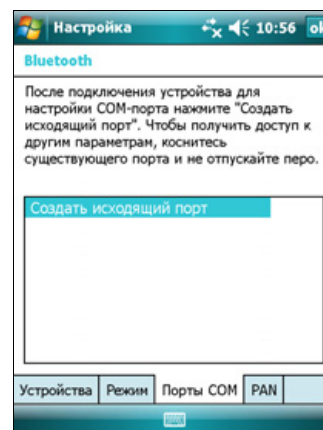 Настройка 10:56 ok
Bluetooth
После подключения устройства для
настройки COM-порта нажмите "Создать
исходящий порт". Чтобы получить доступ к
другим параметрам, коснитесь
существующего порта и не отпускайте перо.
Создать исходящий порт
Устройства Режим Порты COM PAN